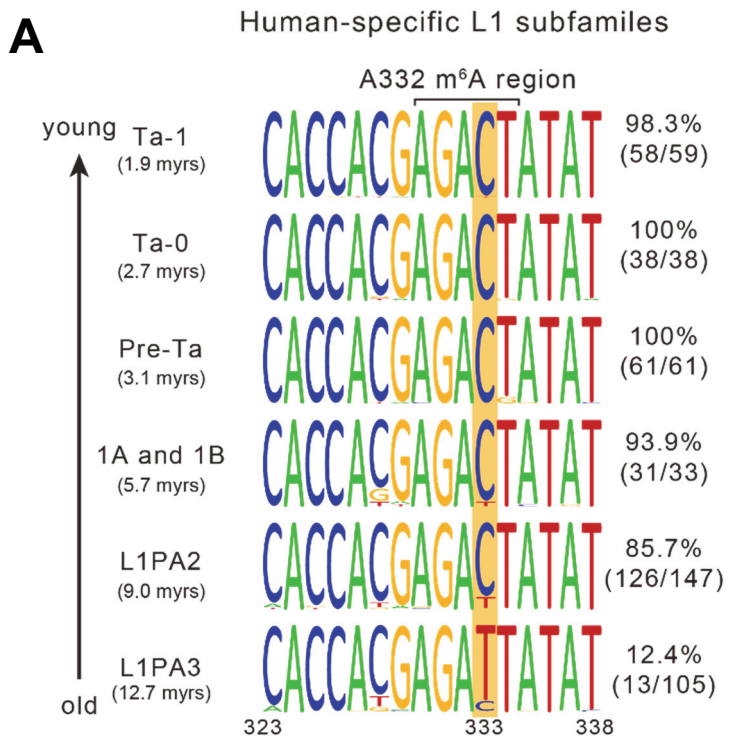 A
Human-specific L1 subfamilies
A332 m⁶A region
young
Ta-1
(1.9 myrs)
CACCACGAGACTATAT
98.3%
(58/59)
Ta-0
(2.7 myrs)
CACCACGAGACTATAT
100%
(38/38)
Pre-Ta
(3.1 myrs)
CACCACGAGACTATAT
100%
(61/61)
1A and 1B
(5.7 myrs)
CACCACGAGACTATAT
93.9%
(31/33)
L1PA2
(9.0 myrs)
CACCACGAGACTATAT
85.7%
(126/147)
L1PA3
(12.7 myrs)
CACCACGAGATTATAT
12.4%
(13/105)
old
323
333
338